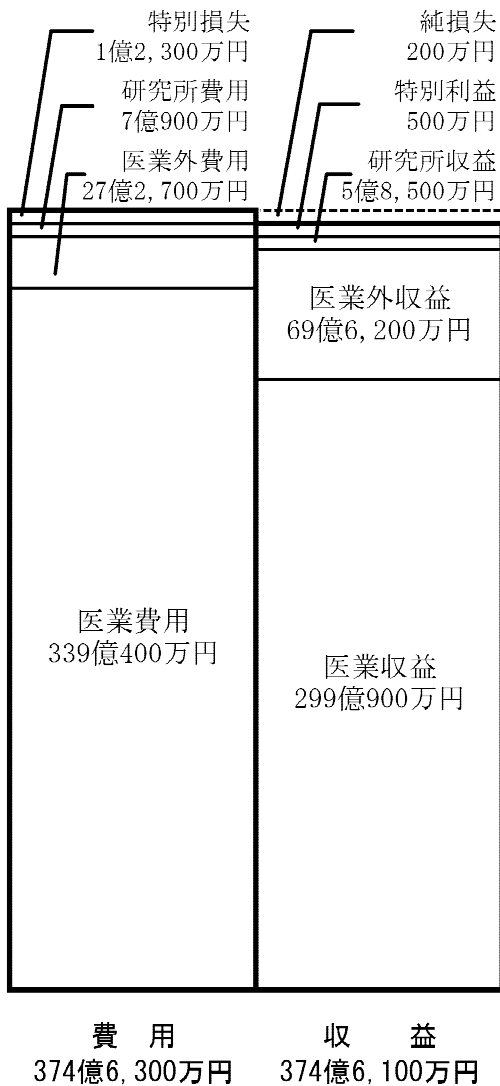 特別損失
1億2,300万円
研究所費用
7億900万円
医業外費用
27億2,700万円
純損失
200万円
特別利益
500万円
研究所収益
5億8,500万円
医業外収益
69億6,200万円
医業費用
339億400万円
医業収益
299億900万円
費　用
374億6,300万円
収　益
374億6,100万円